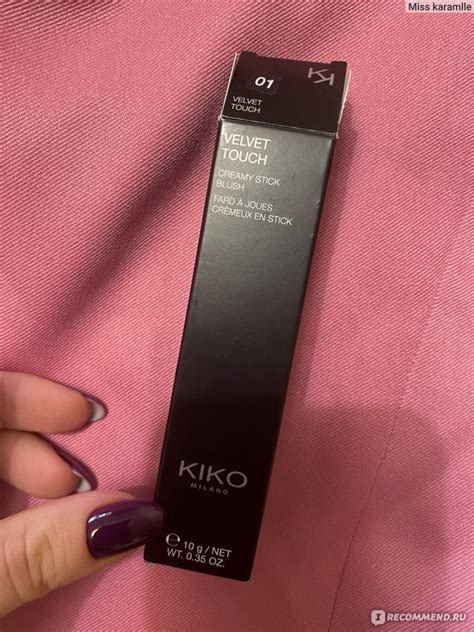 Miss karamlle
01
VELVET
TOUCH
VELVET
TOUCH
CREAMY STICK
BLUSH
FARD À JOUES
CRÉMEUX EN STICK
KIKO
MILANO
℮ 10 g / NET
WT. 0.35 OZ.
I RECOMMEND.RU